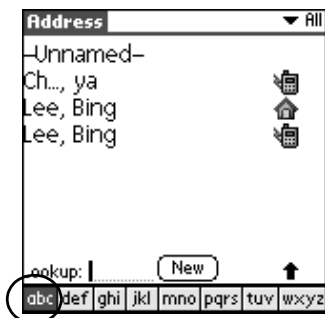 Address All
–Unnamed–
Ch..., ya
Lee, Bing
Lee, Bing
ookup: New
abc def ghi jkl mno pqrs tuv wxyz